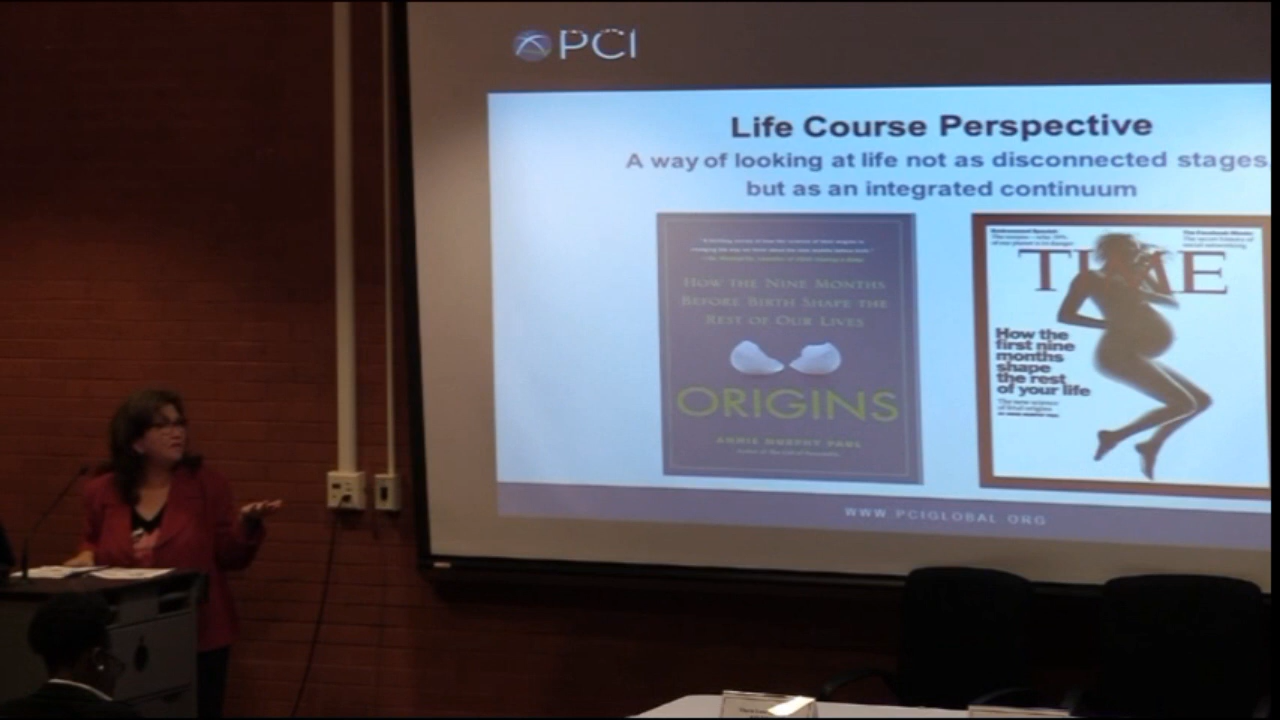 PCI
Life Course Perspective
A way of looking at life not as disconnected stages
but as an integrated continuum
HOW THE NINE MONTHS
BEFORE BIRTH SHAPE THE
REST OF OUR LIVES
ORIGINS
ANNIE MURPHY PAUL
TIME
How the
first nine
months
shape
the rest
of your life
WWW.PCIGLOBAL.ORG